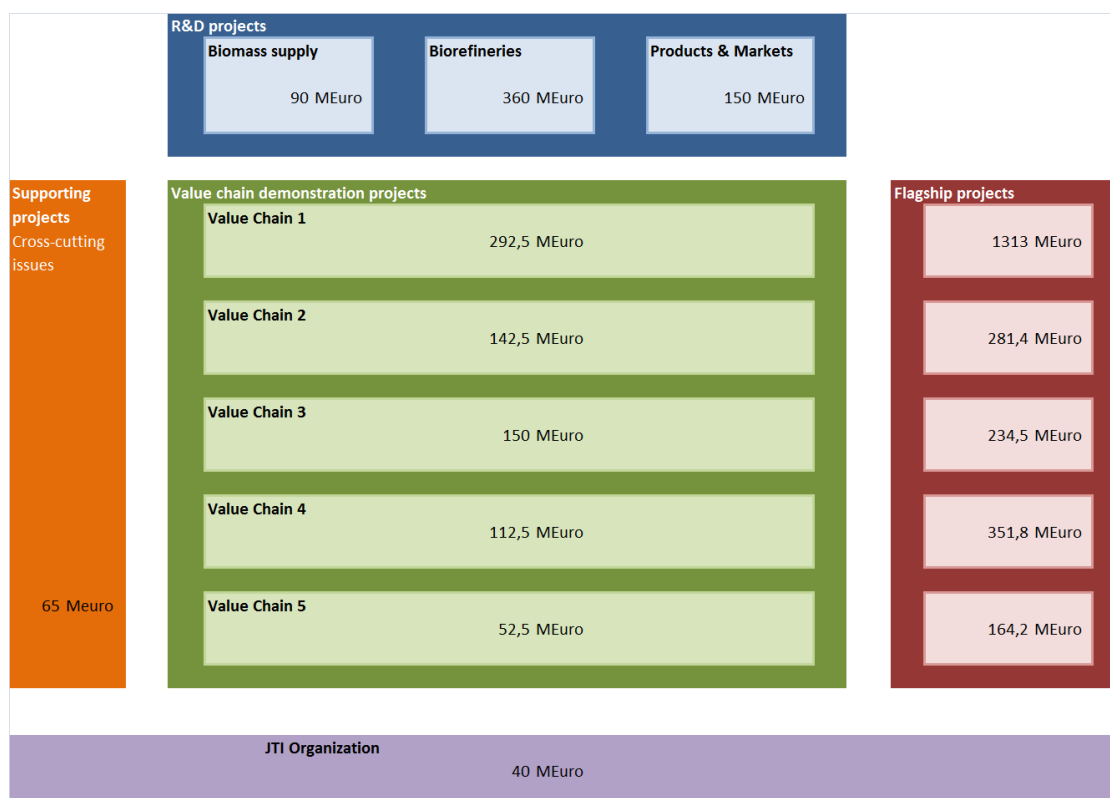 R&D projects
Biomass supply
90 MEuro
Biorefineries
360 MEuro
Products & Markets
150 MEuro
Supporting
projects
Cross-cutting
issues
65 Meuro
Value chain demonstration projects
Value Chain 1
292,5 MEuro
Value Chain 2
142,5 MEuro
Value Chain 3
150 MEuro
Value Chain 4
112,5 MEuro
Value Chain 5
52,5 MEuro
Flagship projects
1313 MEuro
281,4 MEuro
234,5 MEuro
351,8 MEuro
164,2 MEuro
JTI Organization
40 MEuro